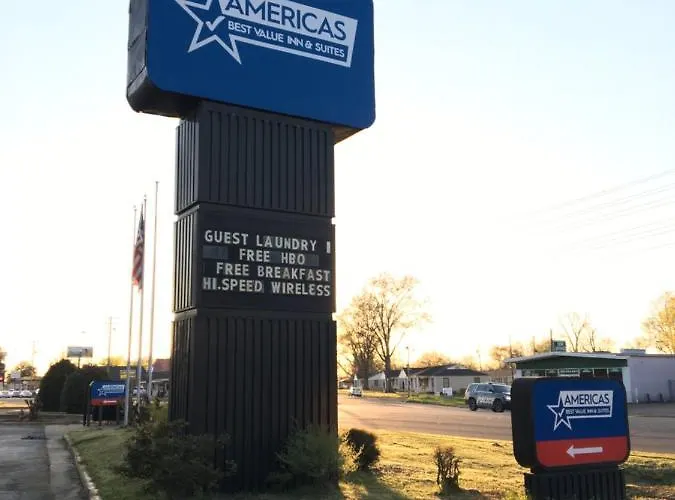 AMERICAS
BEST VALUE INN & SUITES
GUEST LAUNDRY
FREE HBO
FREE BREAKFAST
HI.SPEED WIRELESS
AMERICAS
BEST VALUE INN & SUITES
AMERICAS